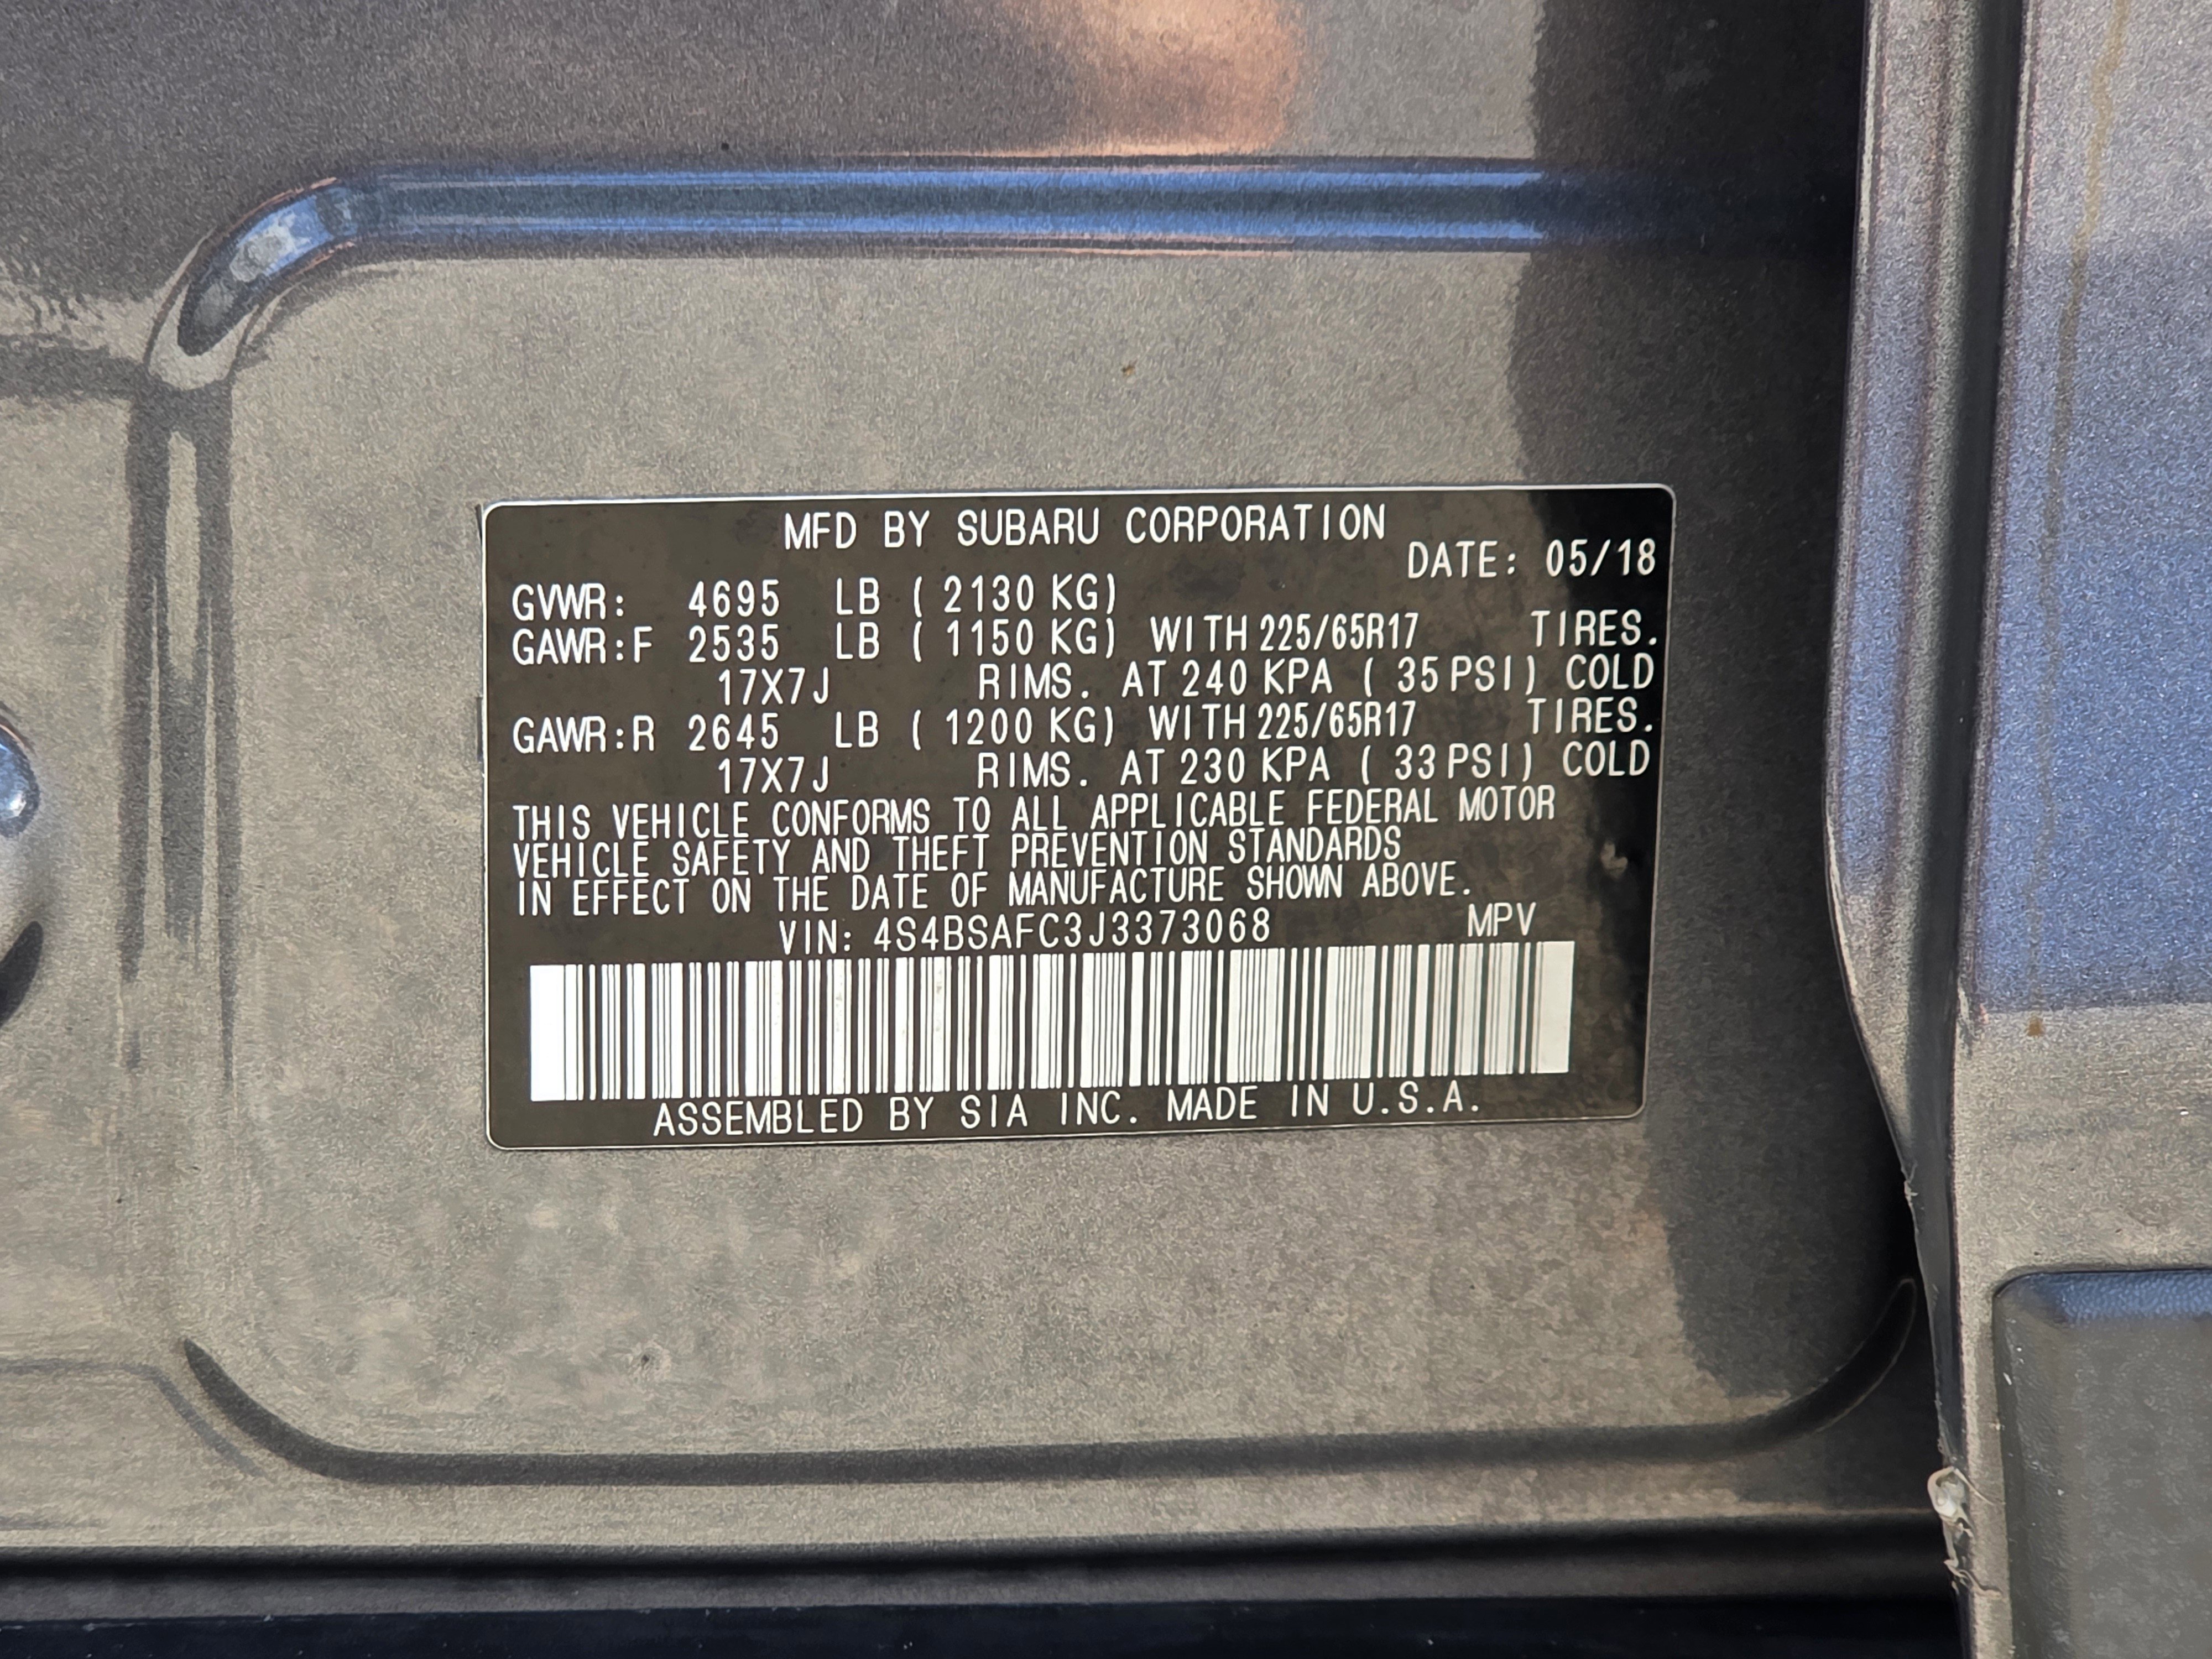 MFD BY SUBARU CORPORATION
DATE: 05/18
GVWR: 4695 LB ( 2130 KG)
GAWR:F 2535 LB ( 1150 KG) WITH 225/65R17 TIRES.
17X7J RIMS. AT 240 KPA ( 35 PSI) COLD
GAWR:R 2645 LB ( 1200 KG) WITH 225/65R17 TIRES.
17X7J RIMS. AT 230 KPA ( 33 PSI) COLD
THIS VEHICLE CONFORMS TO ALL APPLICABLE FEDERAL MOTOR
VEHICLE SAFETY AND THEFT PREVENTION STANDARDS
IN EFFECT ON THE DATE OF MANUFACTURE SHOWN ABOVE.
VIN: 4S4BSAFC3J3373068 MPV
ASSEMBLED BY SIA INC. MADE IN U.S.A.